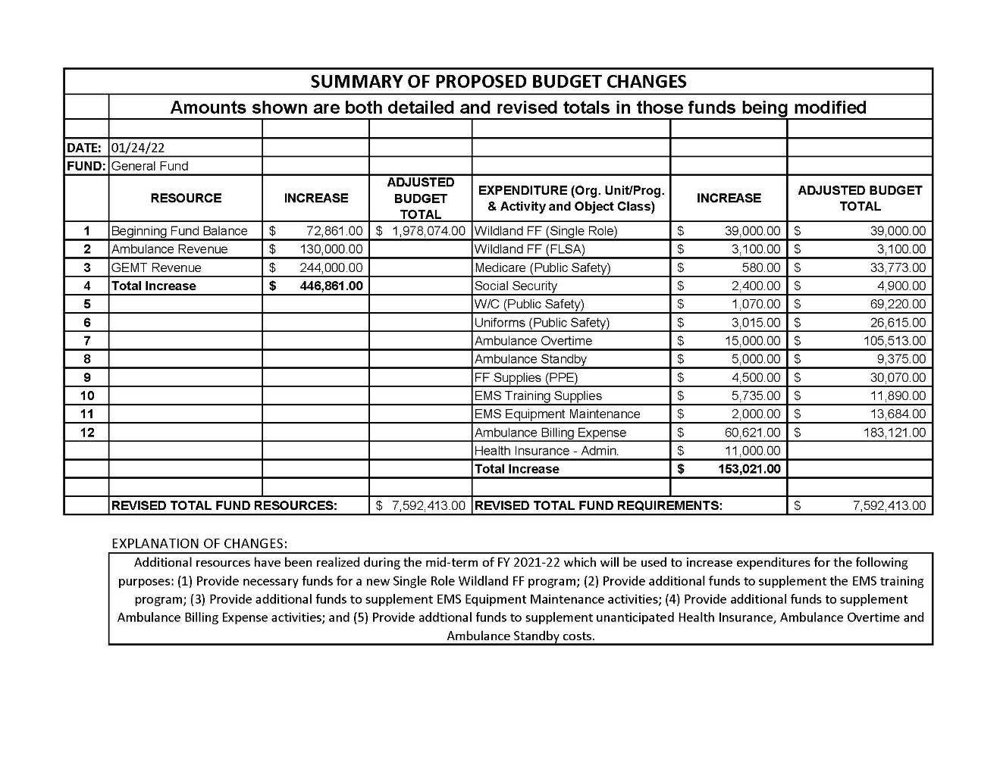 SUMMARY OF PROPOSED BUDGET CHANGES
Amounts shown are both detailed and revised totals in those funds being modified
DATE: 01/24/22
FUND: General Fund
RESOURCE INCREASE ADJUSTED BUDGET TOTAL EXPENDITURE (Org. Unit/Prog. & Activity and Object Class) INCREASE ADJUSTED BUDGET TOTAL
1 Beginning Fund Balance $ 72,861.00 $ 1,978,074.00 Wildland FF (Single Role) $ 39,000.00 $ 39,000.00
2 Ambulance Revenue $ 130,000.00 Wildland FF (FLSA) $ 3,100.00 $ 3,100.00
3 GEMT Revenue $ 244,000.00 Medicare (Public Safety) $ 580.00 $ 33,773.00
4 Total Increase $ 446,861.00 Social Security $ 2,400.00 $ 4,900.00
5 W/C (Public Safety) $ 1,070.00 $ 69,220.00
6 Uniforms (Public Safety) $ 3,015.00 $ 26,615.00
7 Ambulance Overtime $ 15,000.00 $ 105,513.00
8 Ambulance Standby $ 5,000.00 $ 9,375.00
9 FF Supplies (PPE) $ 4,500.00 $ 30,070.00
10 EMS Training Supplies $ 5,735.00 $ 11,890.00
11 EMS Equipment Maintenance $ 2,000.00 $ 13,684.00
12 Ambulance Billing Expense $ 60,621.00 $ 183,121.00
Health Insurance - Admin. $ 11,000.00
Total Increase $ 153,021.00
REVISED TOTAL FUND RESOURCES: $ 7,592,413.00 REVISED TOTAL FUND REQUIREMENTS: $ 7,592,413.00
EXPLANATION OF CHANGES:
Additional resources have been realized during the mid-term of FY 2021-22 which will be used to increase expenditures for the following
purposes: (1) Provide necessary funds for a new Single Role Wildland FF program; (2) Provide additional funds to supplement the EMS training
program; (3) Provide additional funds to supplement EMS Equipment Maintenance activities; (4) Provide additional funds to supplement
Ambulance Billing Expense activities; and (5) Provide addtional funds to supplement unanticipated Health Insurance, Ambulance Overtime and
Ambulance Standby costs.